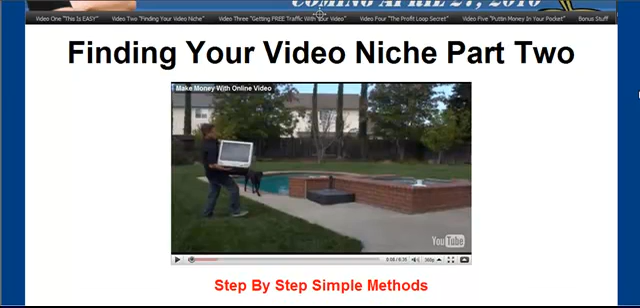 COMING APRIL 27, 2010
Video One "This Is EASY" Video Two "Finding Your Video Niche" Video Three "Getting FREE Traffic With Your Video" Video Four "The Profit Loop Secret" Video Five "Puttin Money In Your Pocket" Bonus Stuff
Finding Your Video Niche Part Two
Make Money With Online Video
YouTube
360p
Step By Step Simple Methods